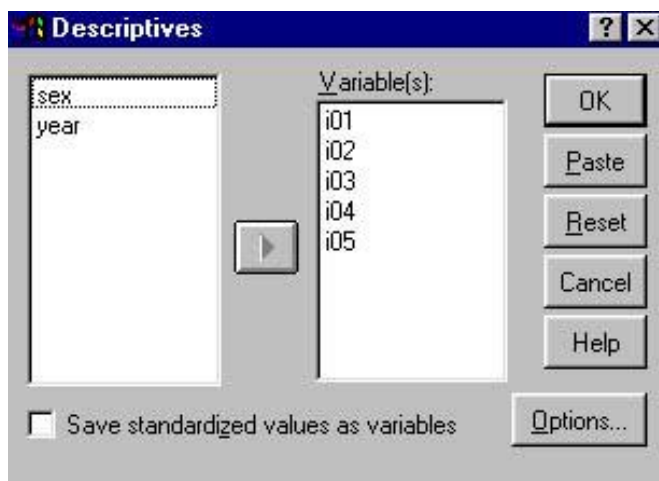 Descriptives
sex
year
Variable(s):
i01
i02
i03
i04
i05
OK
Paste
Reset
Cancel
Help
Save standardized values as variables
Options...